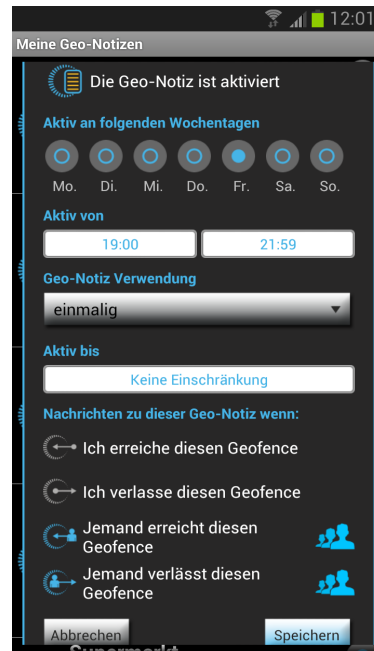 12:01
Meine Geo-Notizen
Die Geo-Notiz ist aktiviert
Aktiv an folgenden Wochentagen
Mo. Di. Mi. Do. Fr. Sa. So.
Aktiv von
19:00 21:59
Geo-Notiz Verwendung
einmalig
Aktiv bis
Keine Einschränkung
Nachrichten zu dieser Geo-Notiz wenn:
Ich erreiche diesen Geofence
Ich verlasse diesen Geofence
Jemand erreicht diesen
Geofence
Jemand verlässt diesen
Geofence
Abbrechen Speichern
Supermarkt